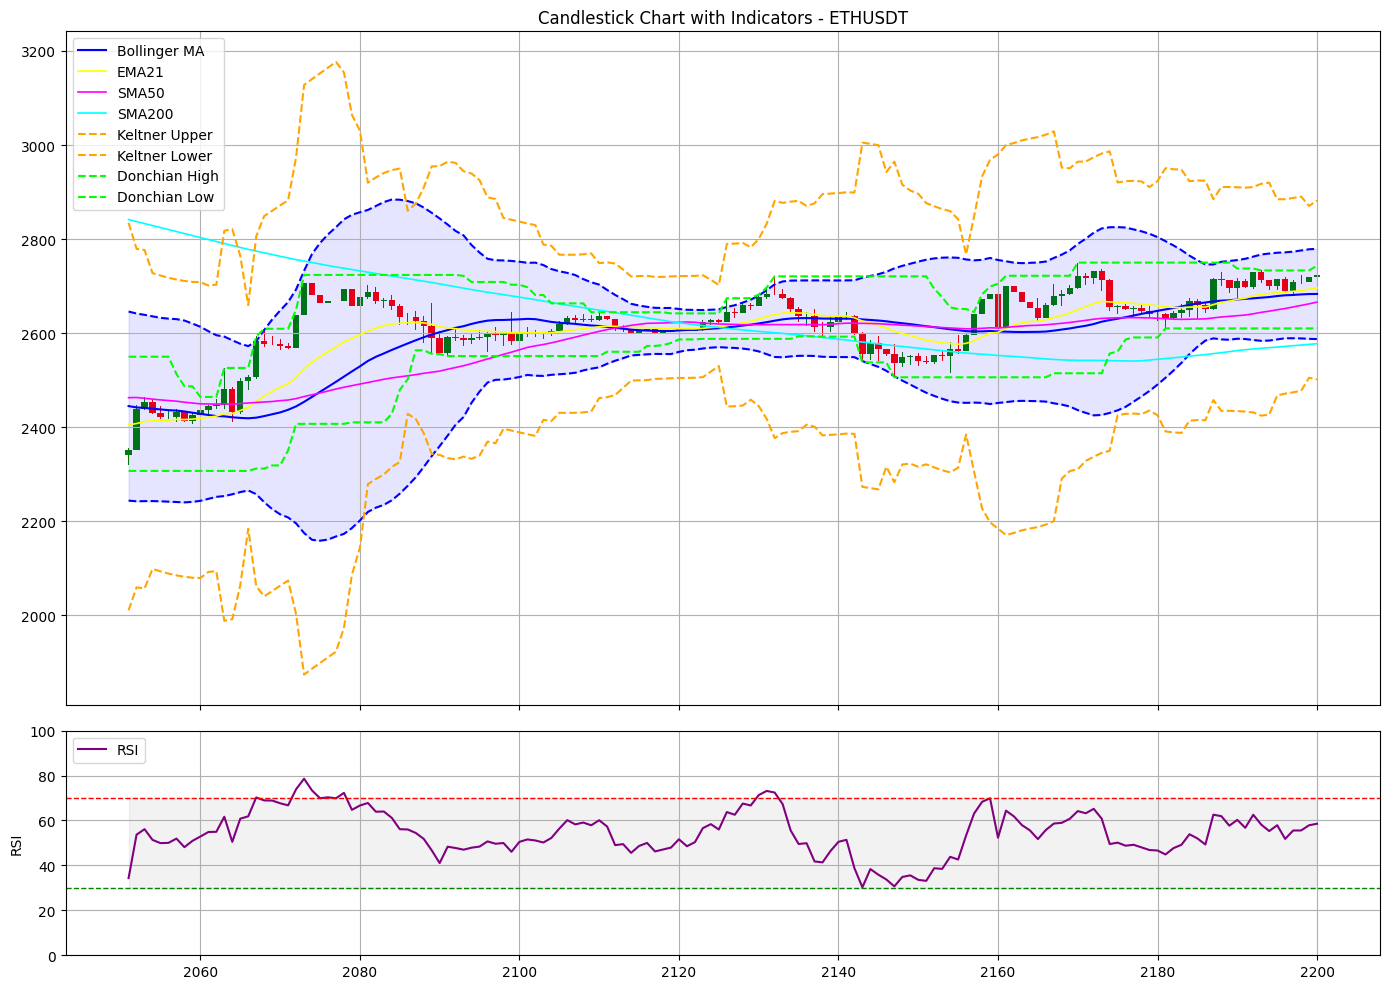 Candlestick Chart with Indicators - ETHUSDT
3200
3000
2800
2600
2400
2200
2000
Bollinger MA
EMA21
SMA50
SMA200
Keltner Upper
Keltner Lower
Donchian High
Donchian Low
100
80
60
40
20
0
RSI
RSI
2060
2080
2100
2120
2140
2160
2180
2200